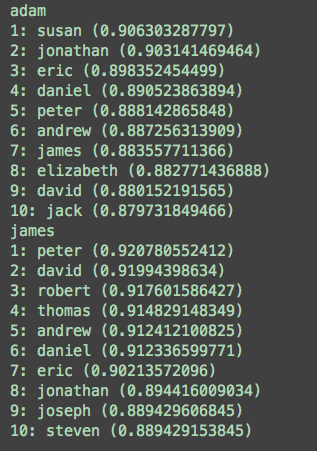 adam
1: susan (0.906303287797)
2: jonathan (0.903141469464)
3: eric (0.898352454499)
4: daniel (0.890523863894)
5: peter (0.888142865848)
6: andrew (0.887256313909)
7: james (0.883557711366)
8: elizabeth (0.882771436888)
9: david (0.880152191565)
10: jack (0.879731849466)
james
1: peter (0.920780552412)
2: david (0.91994398634)
3: robert (0.917601586427)
4: thomas (0.914829148349)
5: andrew (0.912412100825)
6: daniel (0.912336599771)
7: eric (0.90213572096)
8: jonathan (0.894416009034)
9: joseph (0.889429606845)
10: steven (0.889429153845)